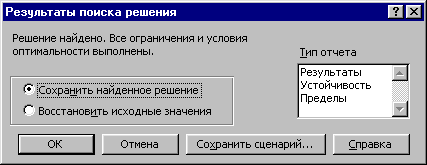 Результаты поиска решения
Решение найдено. Все ограничения и условия
оптимальности выполнены.
Тип отчета
Результаты
Устойчивость
Пределы
Сохранить найденное решение
Восстановить исходные значения
ОК
Отмена
Сохранить сценарий...
Справка